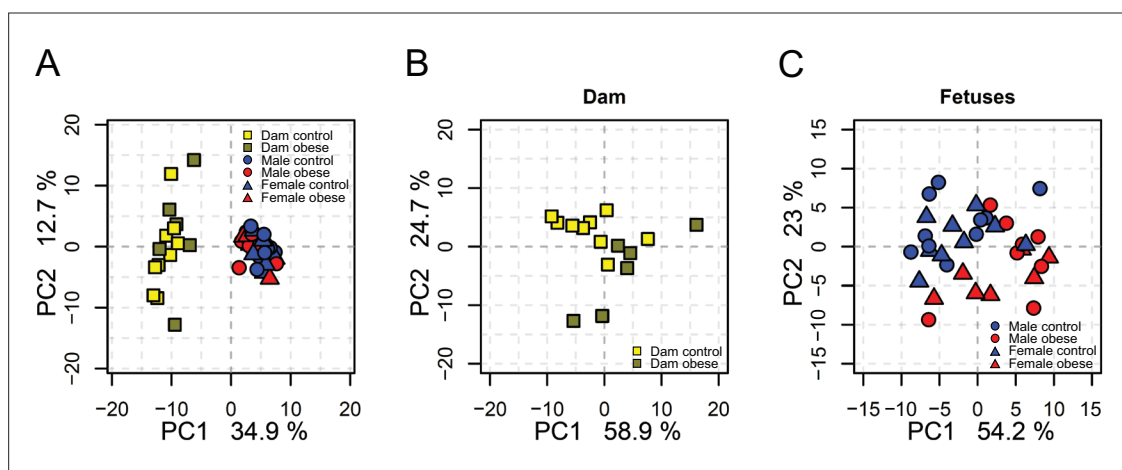 A
20
10
0
−10
−20
PC2 12.7 %
Dam control
Dam obese
Male control
Male obese
Female control
Female obese
−20 −10 0 10 20
PC1 34.9 %
B
Dam
20
10
0
−10
−20
PC2 24.7 %
Dam control
Dam obese
−20 −10 0 10 20
PC1 58.9 %
C
Fetuses
15
10
5
0
−5
−10
−15
PC2 23 %
Male control
Male obese
Female control
Female obese
−15 −10 −5 0 5 10 15
PC1 54.2 %